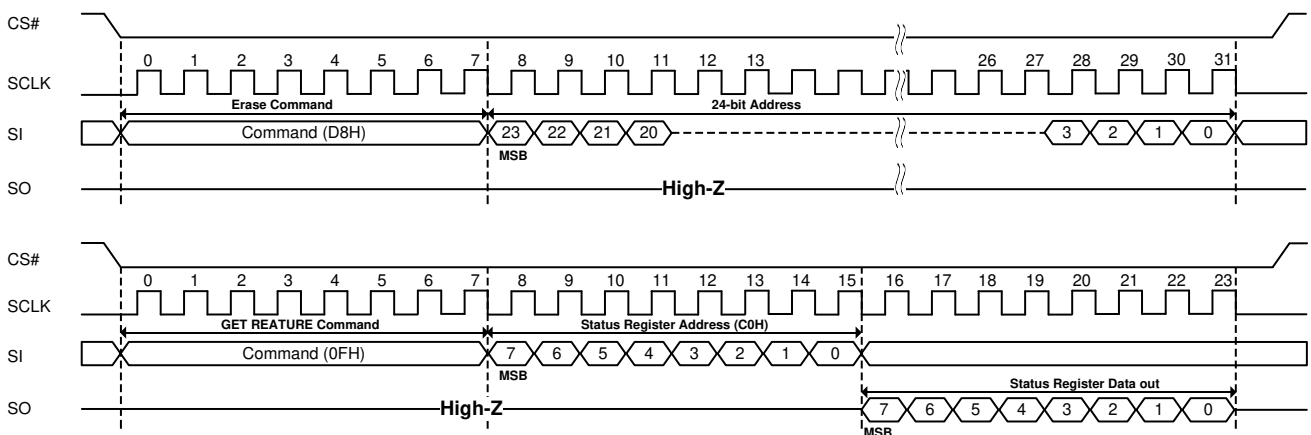 CS#
0 1 2 3 4 5 6 7 8 9 10 11 12 13 26 27 28 29 30 31
SCLK
Erase Command 24-bit Address
SI Command (D8H) 23 22 21 20 3 2 1 0
MSB
SO High-Z
CS#
0 1 2 3 4 5 6 7 8 9 10 11 12 13 14 15 16 17 18 19 20 21 22 23
SCLK
GET REATURE Command Status Register Address (C0H)
SI Command (0FH) 7 6 5 4 3 2 1 0
MSB
Status Register Data out
SO High-Z 7 6 5 4 3 2 1 0
MSB